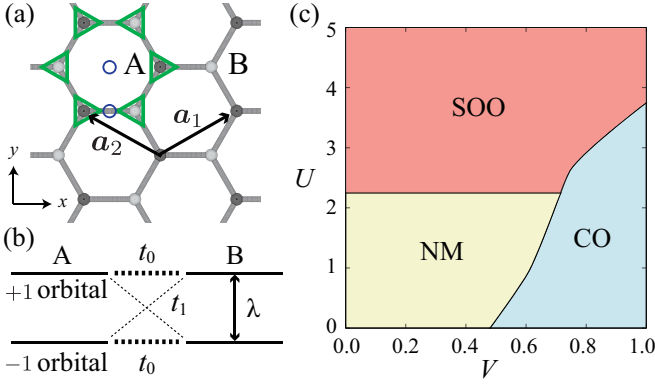 (a)
A
B
a₁
a₂
y
x
(b)
A
t₀
B
+1 orbital
t₁
λ
−1 orbital
t₀
(c)
5
4
3
U
2
1
0
SOO
NM
CO
0.0 0.2 0.4 0.6 0.8 1.0
V